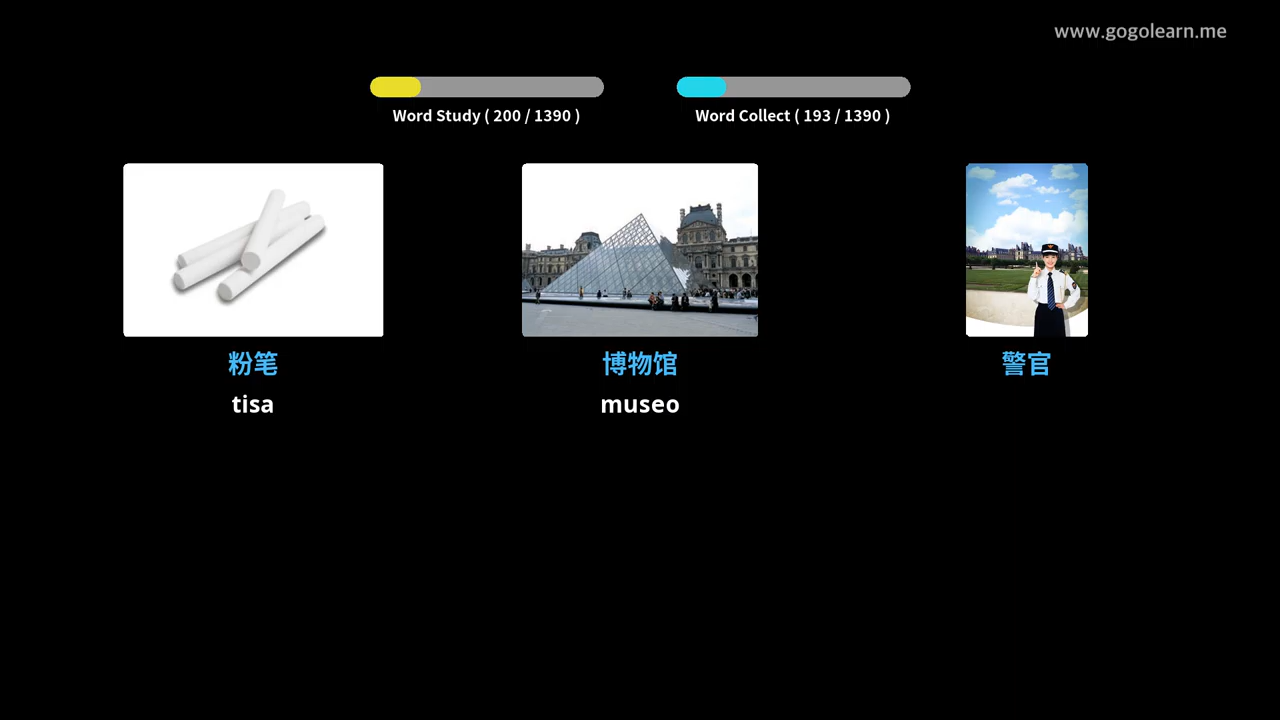 www.gogolearn.me
Word Study ( 200 / 1390 )
Word Collect ( 193 / 1390 )
粉笔
博物馆
警官
tisa
museo